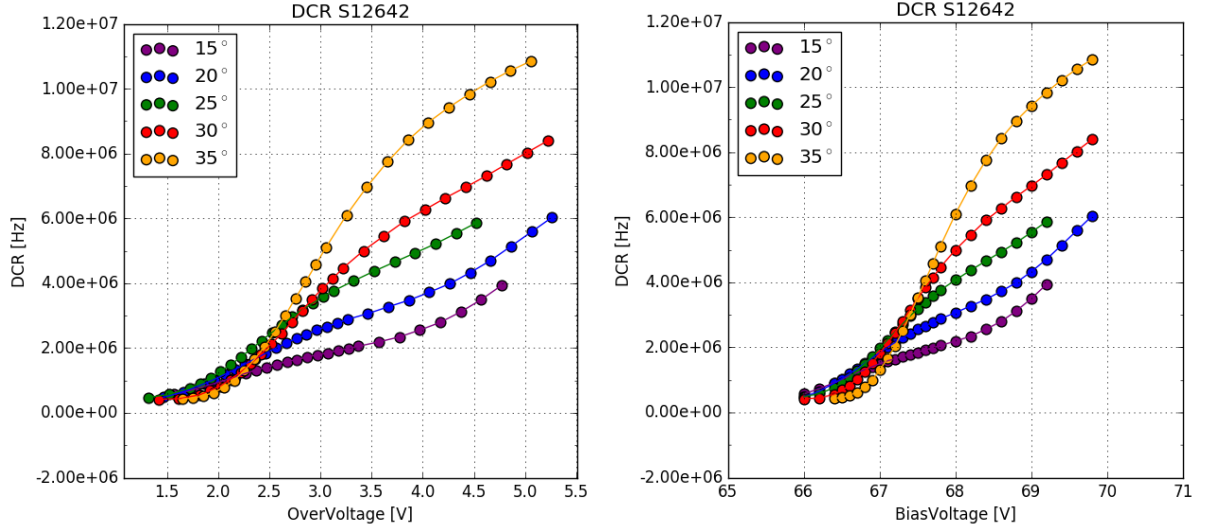 DCR S12642
1.20e+07
1.00e+07
8.00e+06
6.00e+06
4.00e+06
2.00e+06
0.00e+00
-2.00e+06
DCR [Hz]
15°
20°
25°
30°
35°
1.5 2.0 2.5 3.0 3.5 4.0 4.5 5.0 5.5
OverVoltage [V]
DCR S12642
1.20e+07
1.00e+07
8.00e+06
6.00e+06
4.00e+06
2.00e+06
0.00e+00
-2.00e+06
DCR [Hz]
15°
20°
25°
30°
35°
65 66 67 68 69 70 71
BiasVoltage [V]